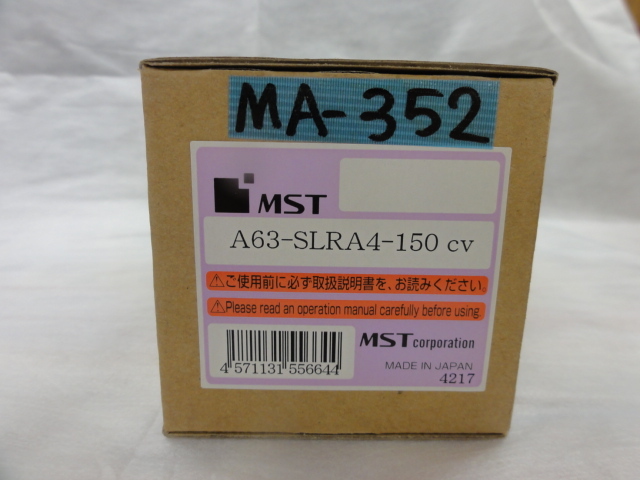 MA-352
MST
A63-SLRA4-150 cv
⚠ご使用前に必ず取扱説明書を、お読みください。
⚠Please read an operation manual carefully before using.
4 571131 556644
MST corporation
MADE IN JAPAN
4217